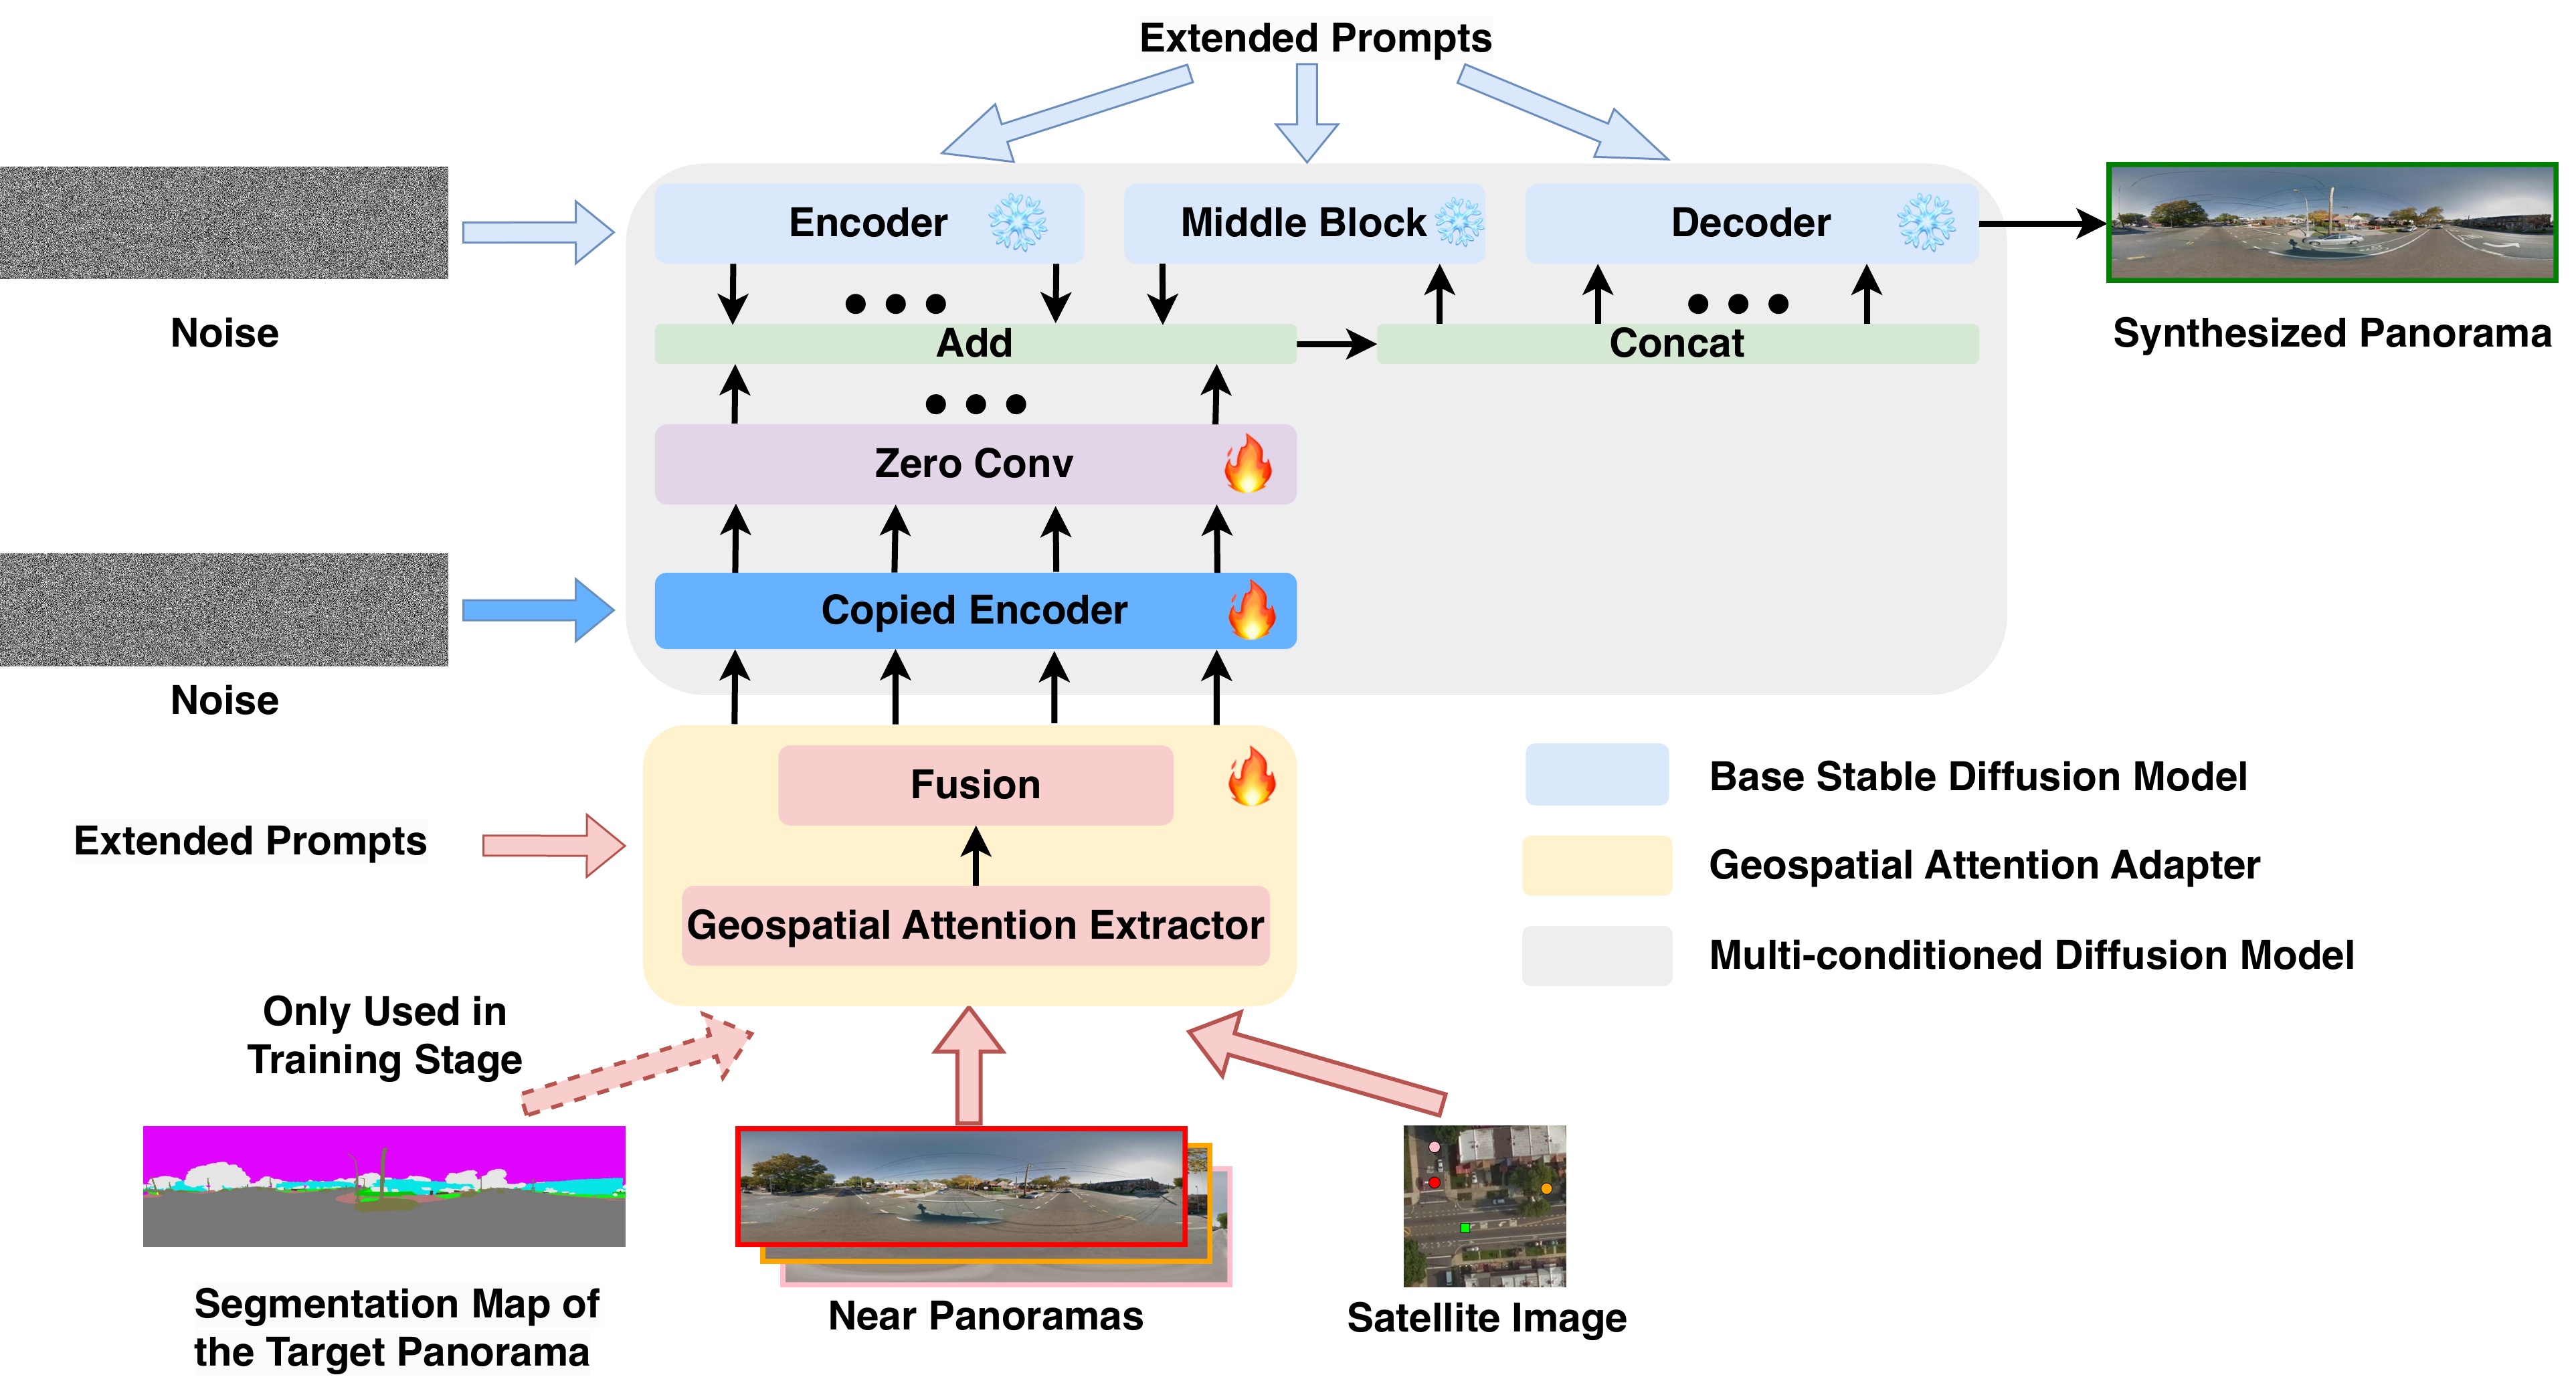 Extended Prompts
Encoder
Middle Block
Decoder
Noise
Add
Concat
Synthesized Panorama
Zero Conv
Copied Encoder
Noise
Fusion
Extended Prompts
Geospatial Attention Extractor
Base Stable Diffusion Model
Geospatial Attention Adapter
Multi-conditioned Diffusion Model
Only Used in
Training Stage
Segmentation Map of
the Target Panorama
Near Panoramas
Satellite Image